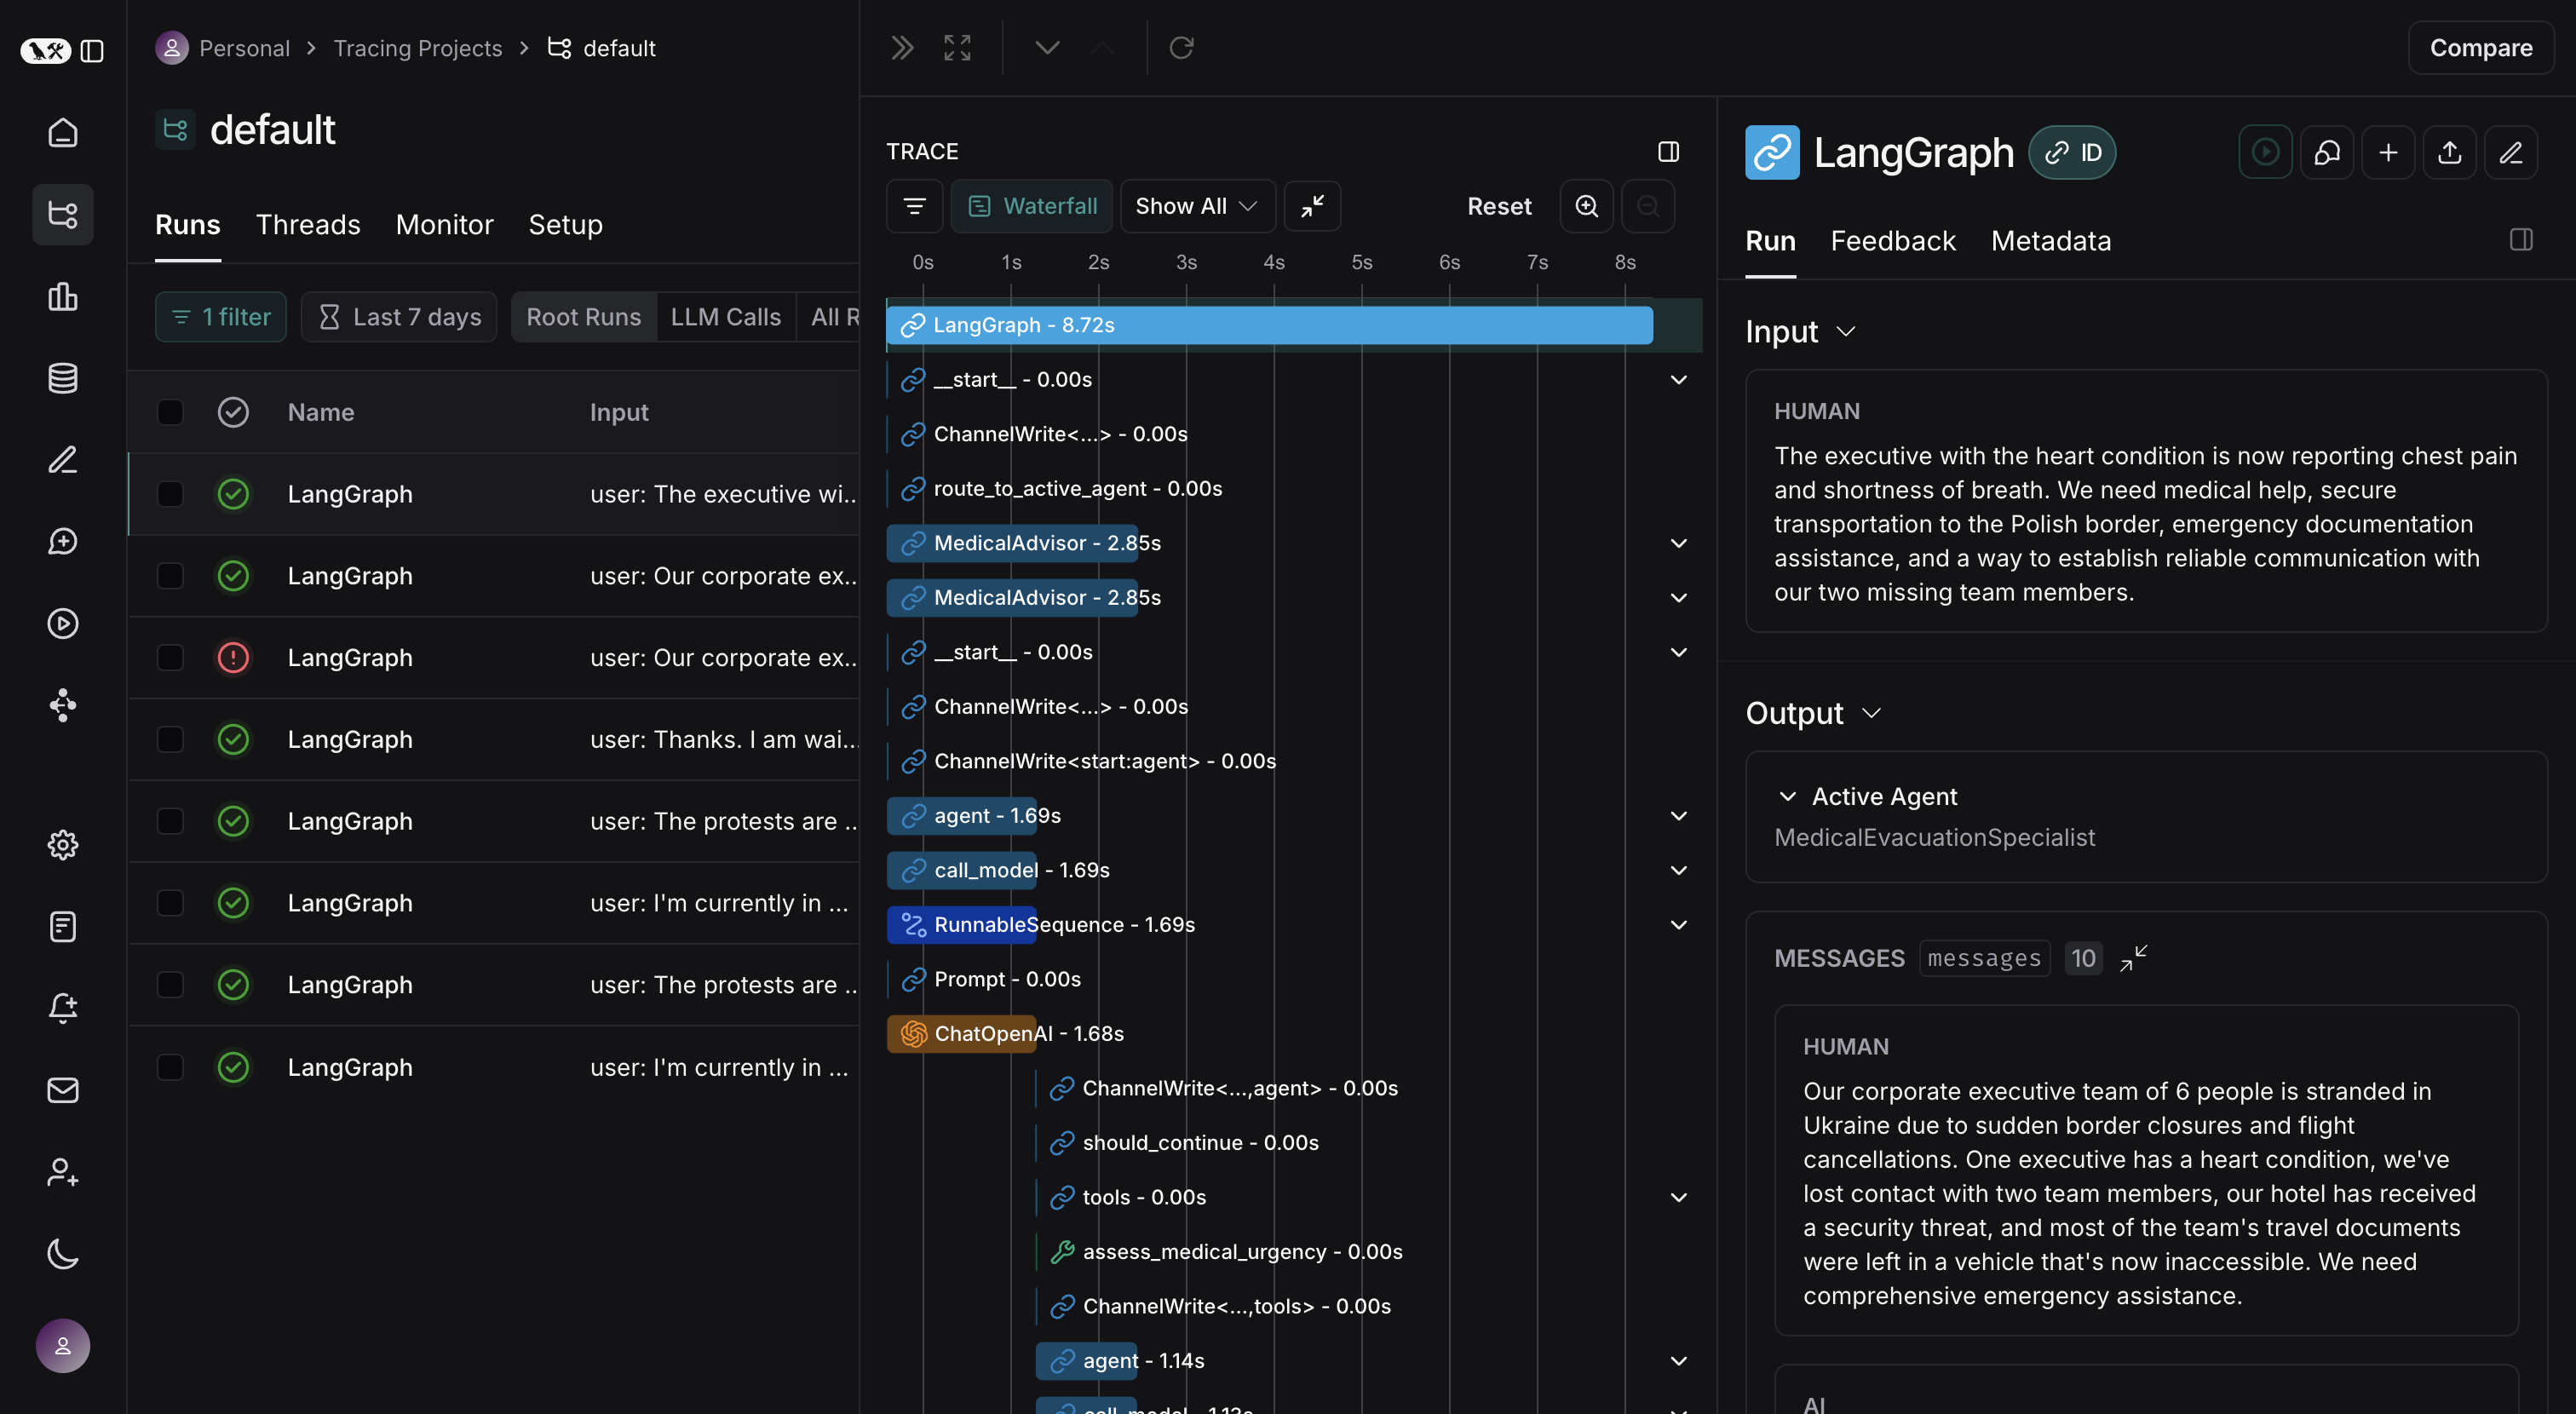 Personal
Tracing Projects
default
Compare
default
Runs
Threads
Monitor
Setup
1 filter
Last 7 days
Root Runs
LLM Calls
All R
Name
Input
LangGraph
user: The executive wi...
LangGraph
user: Our corporate ex...
LangGraph
user: Our corporate ex...
LangGraph
user: Thanks. I am wai...
LangGraph
user: The protests are ...
LangGraph
user: I'm currently in ...
LangGraph
user: The protests are ...
LangGraph
user: I'm currently in ...
TRACE
Waterfall
Show All
Reset
0s
1s
2s
3s
4s
5s
6s
7s
8s
LangGraph - 8.72s
__start__ - 0.00s
ChannelWrite<...> - 0.00s
route_to_active_agent - 0.00s
MedicalAdvisor - 2.85s
MedicalAdvisor - 2.85s
__start__ - 0.00s
ChannelWrite<...> - 0.00s
ChannelWrite<start:agent> - 0.00s
agent - 1.69s
call_model - 1.69s
RunnableSequence - 1.69s
Prompt - 0.00s
ChatOpenAI - 1.68s
ChannelWrite<...,agent> - 0.00s
should_continue - 0.00s
tools - 0.00s
assess_medical_urgency - 0.00s
ChannelWrite<...,tools> - 0.00s
agent - 1.14s
call_model - 1.13s
LangGraph
ID
Run
Feedback
Metadata
Input
HUMAN
The executive with the heart condition is now reporting chest pain
and shortness of breath. We need medical help, secure
transportation to the Polish border, emergency documentation
assistance, and a way to establish reliable communication with
our two missing team members.
Output
Active Agent
MedicalEvacuationSpecialist
MESSAGES
messages
10
HUMAN
Our corporate executive team of 6 people is stranded in
Ukraine due to sudden border closures and flight
cancellations. One executive has a heart condition, we've
lost contact with two team members, our hotel has received
a security threat, and most of the team's travel documents
were left in a vehicle that's now inaccessible. We need
comprehensive emergency assistance.
AI